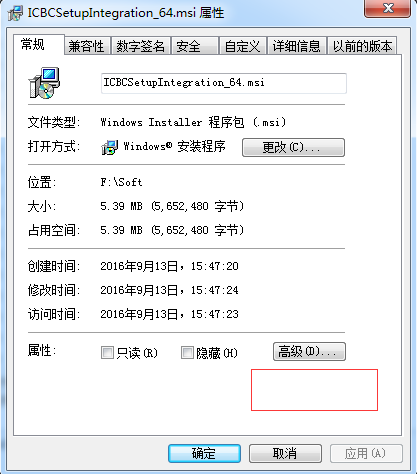 ICBCSetupIntegration_64.msi 属性
常规 兼容性 数字签名 安全 自定义 详细信息 以前的版本
ICBCSetupIntegration_64.msi
文件类型: Windows Installer 程序包 (.msi)
打开方式: Windows® 安装程序 更改(C)...
位置: F:\Soft
大小: 5.39 MB (5,652,480 字节)
占用空间: 5.39 MB (5,652,480 字节)
创建时间: 2016年9月13日，15:47:20
修改时间: 2016年9月13日，15:47:24
访问时间: 2016年9月13日，15:47:23
属性: 只读(R) 隐藏(H) 高级(D)...
确定 取消 应用(A)